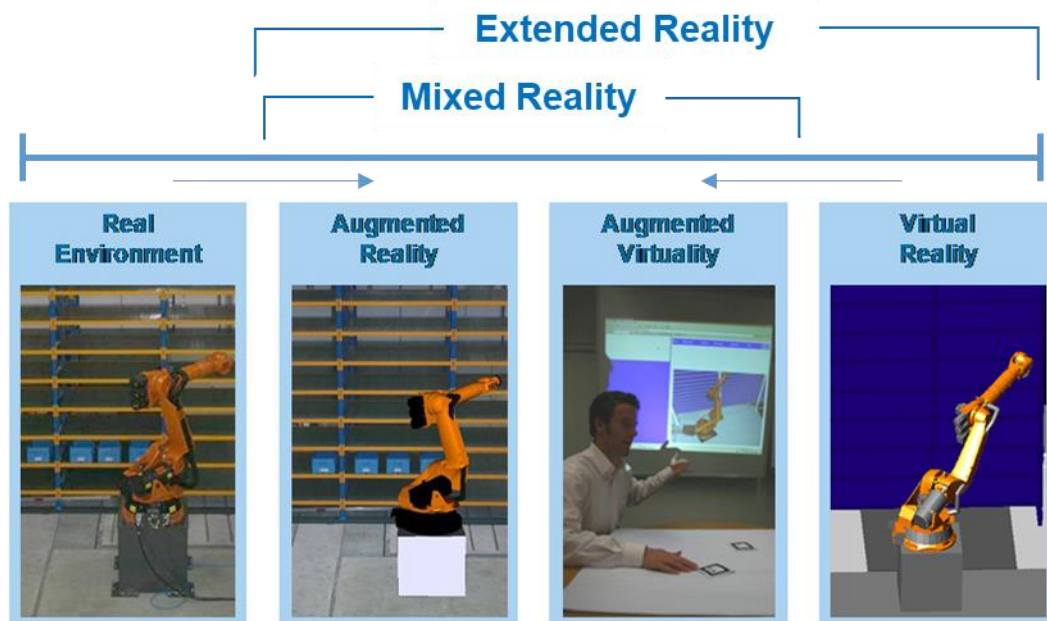 Extended Reality
Mixed Reality
Real
Environment
Augmented
Reality
Augmented
Virtuality
Virtual
Reality